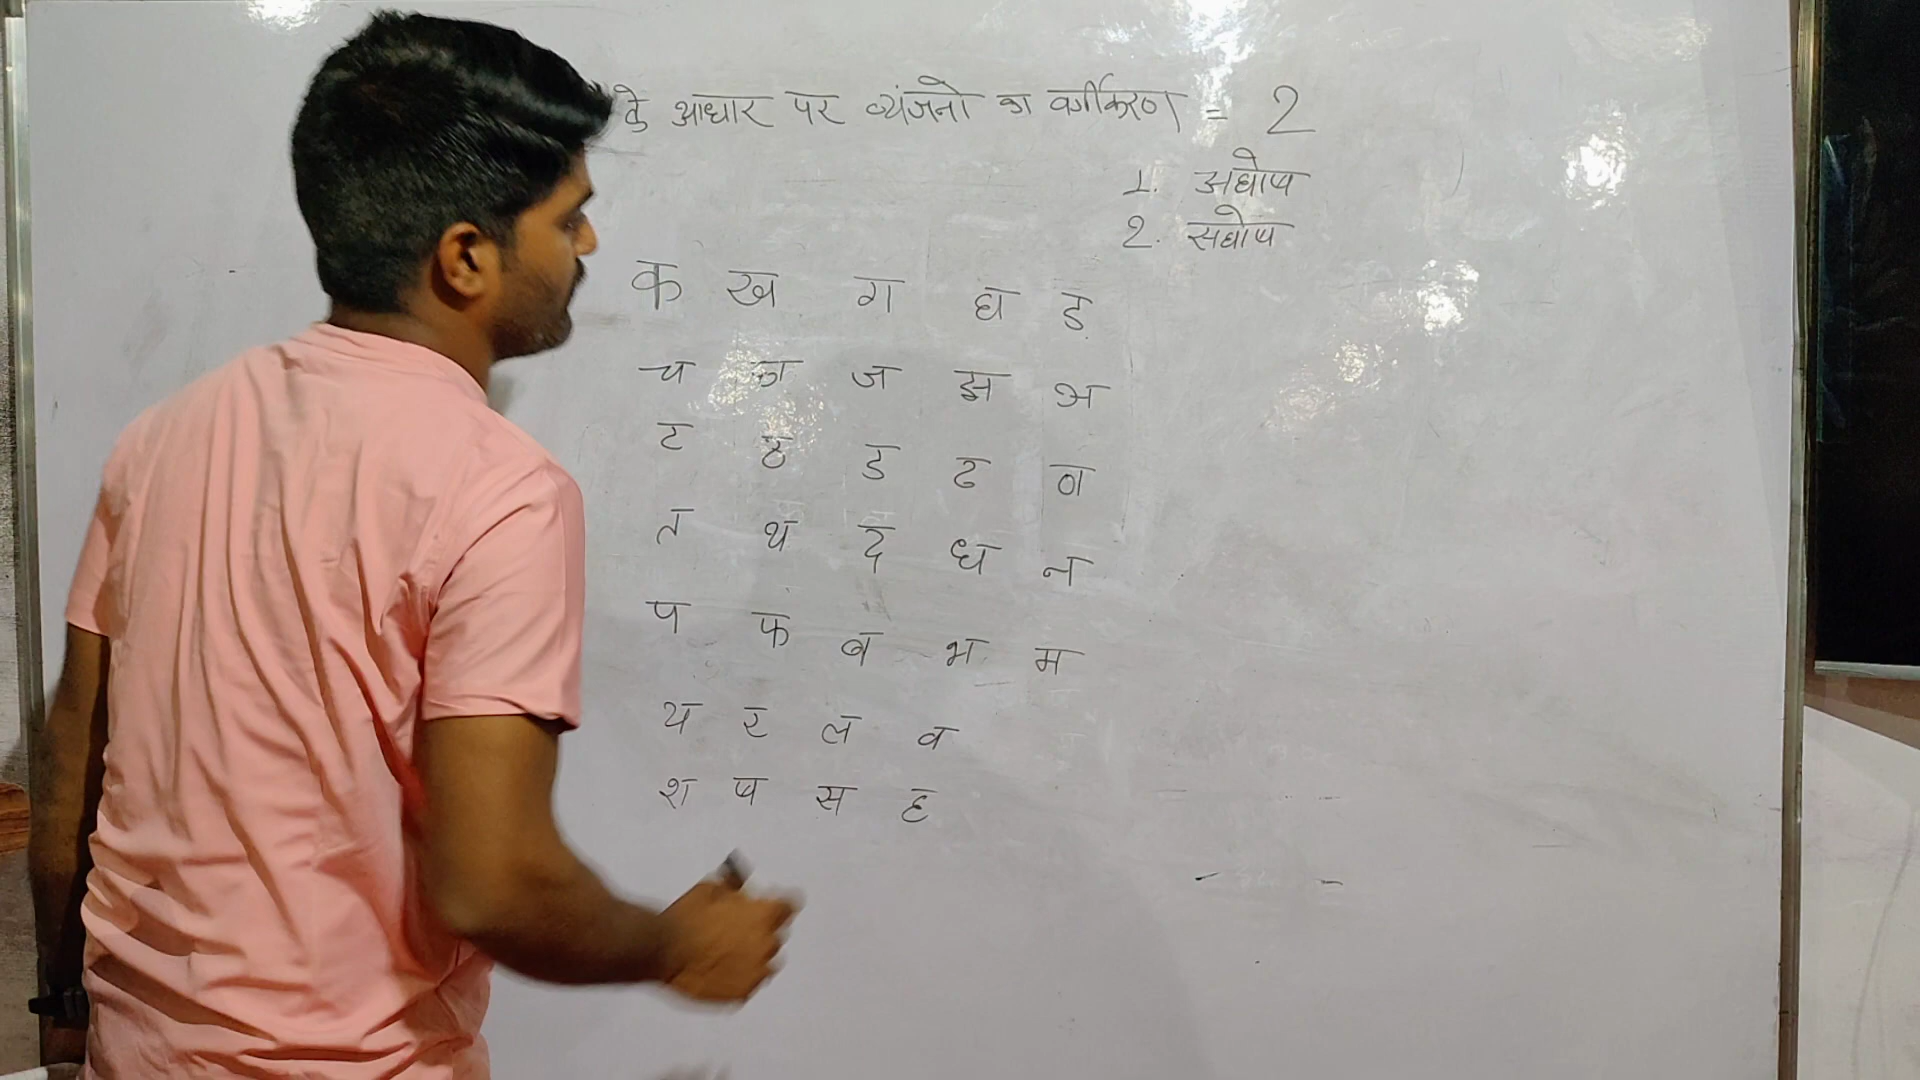 के आधार पर व्यंजनो का वर्गीकरण = 2
1. अघोष
2. सघोष
क ख ग घ ड़
च छ ज झ ञ
ट ठ ड ढ ण
त थ द ध न
प फ ब भ म
य र ल व
श ष स ह